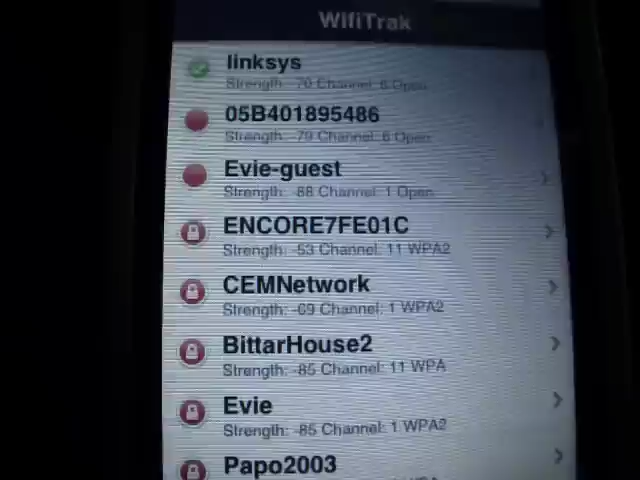 WifiTrak
linksys
Strength: -70 Channel: 6 Open
05B401895486
Strength: -79 Channel: 6 Open
Evie-guest
Strength: -88 Channel: 1 Open
ENCORE7FE01C
Strength: -53 Channel: 11 WPA2
CEMNetwork
Strength: -69 Channel: 1 WPA2
BittarHouse2
Strength: -85 Channel: 11 WPA
Evie
Strength: -85 Channel: 1 WPA2
Papo2003